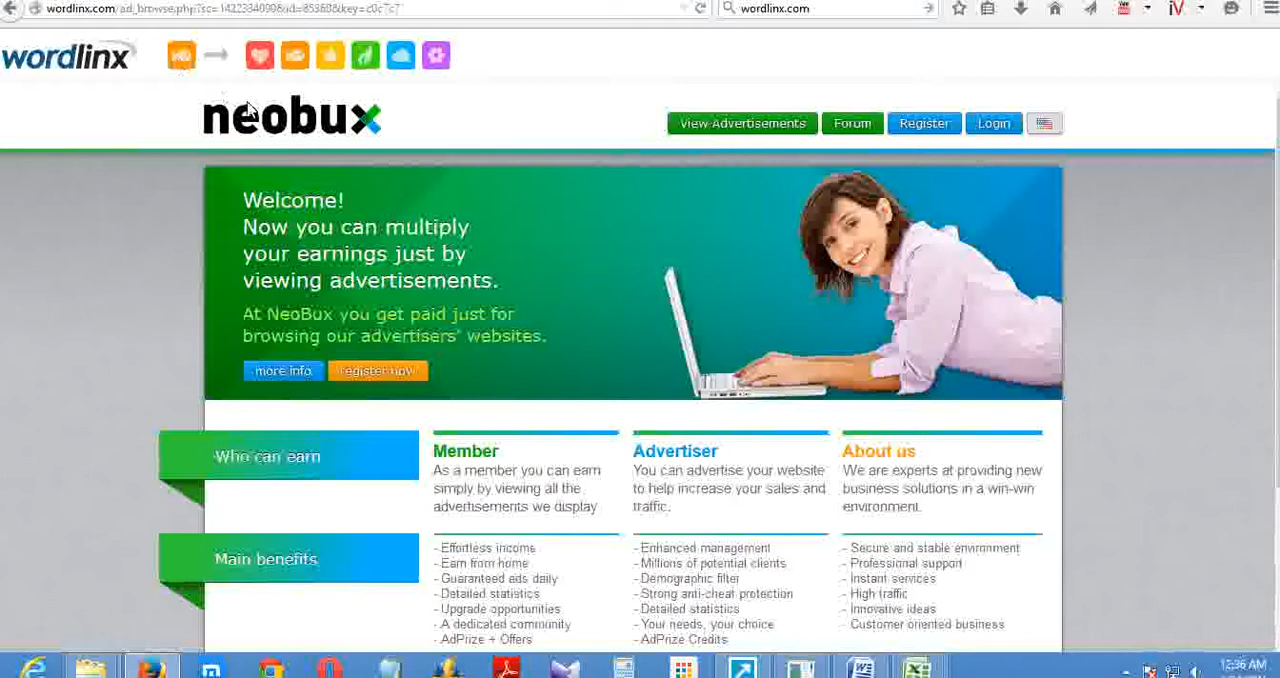 wordlinx.com
wordlinx
neobux
View Advertisements Forum Register Login
Welcome!
Now you can multiply
your earnings just by
viewing advertisements.
At NeoBux you get paid just for
browsing our advertisers' websites.
more info register now
Who can earn
Member
As a member you can earn
simply by viewing all the
advertisements we display
Advertiser
You can advertise your website
to help increase your sales and
traffic.
About us
We are experts at providing new
business solutions in a win-win
environment.
Main benefits
- Effortless income
- Earn from home
- Guaranteed ads daily
- Detailed statistics
- Upgrade opportunities
- A dedicated community
- AdPrize + Offers
- Enhanced management
- Millions of potential clients
- Demographic filter
- Strong anti-cheat protection
- Detailed statistics
- Your needs, your choice
- AdPrize Credits
- Secure and stable environment
- Professional support
- Instant services
- High traffic
- Innovative ideas
- Customer oriented business
12:36 AM